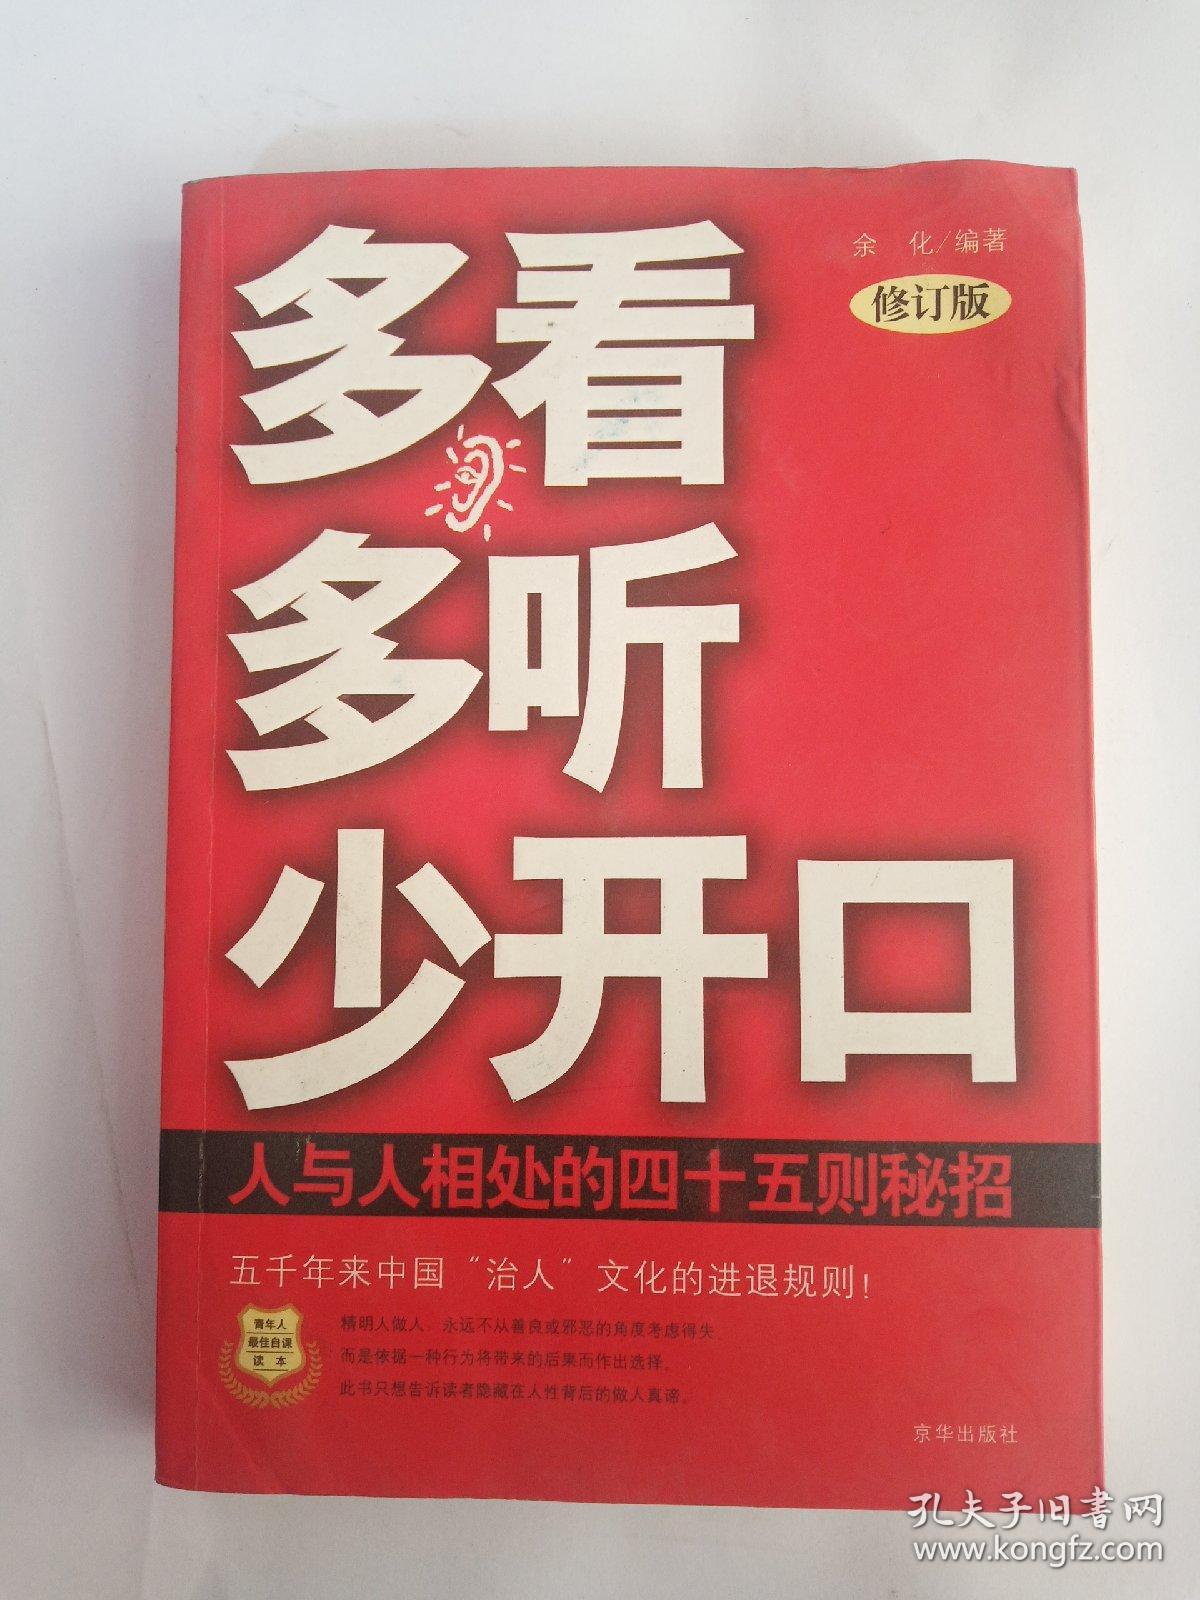 余 化/编著
修订版
多看
多听
少开口
人与人相处的四十五则秘招
五千年来中国“治人”文化的进退规则！
青年人
最佳自课
读本
精明人做人，永远不从善良或邪恶的角度考虑得失
而是依据一种行为将带来的后果而作出选择。
此书只想告诉读者隐藏在人性背后的做人真谛。
京华出版社
孔夫子旧书网
www.kongfz.com